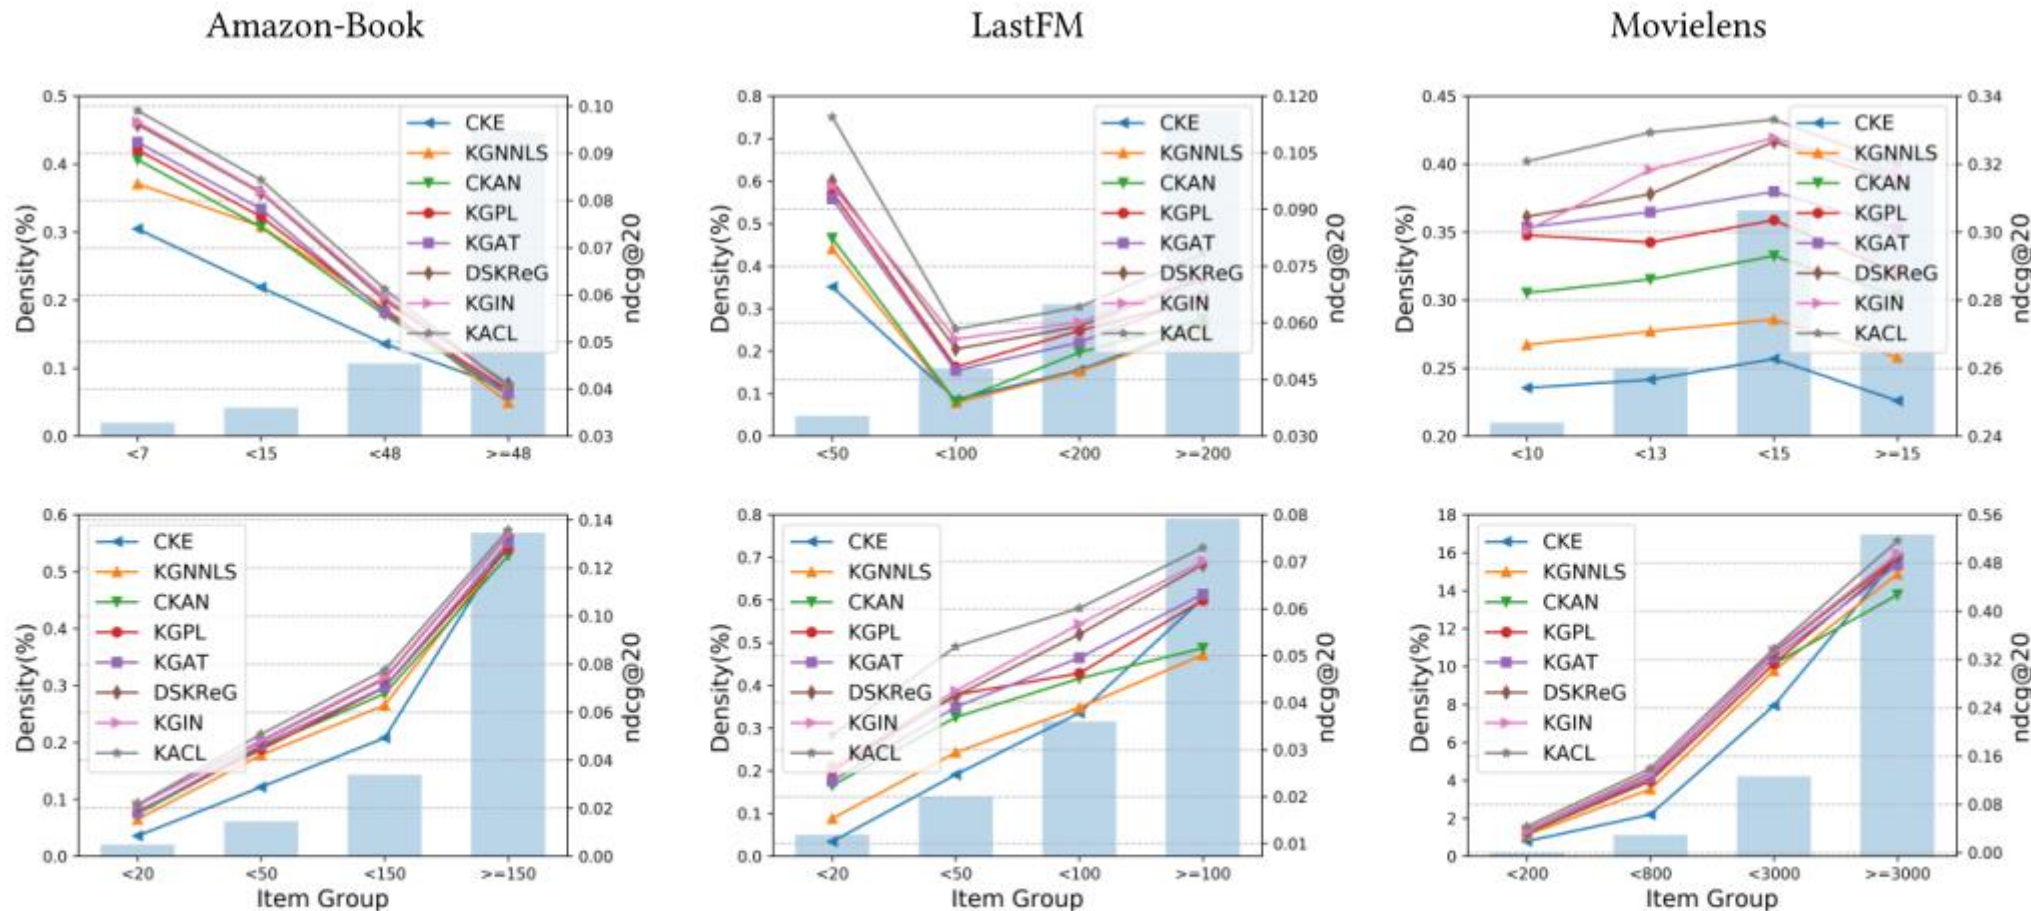 Amazon-Book
LastFM
Movielens
0.5
0.4
0.3
0.2
0.1
0.0
Density(%)
<7
<15
<48
>=48
0.10
0.09
0.08
0.07
0.06
0.05
0.04
0.03
ndcg@20
CKE
KGNNLS
CKAN
KGPL
KGAT
DSKReG
KGIN
KACL
0.8
0.7
0.6
0.5
0.4
0.3
0.2
0.1
0.0
Density(%)
<50
<100
<200
>=200
0.120
0.105
0.090
0.075
0.060
0.045
0.030
ndcg@20
CKE
KGNNLS
CKAN
KGPL
KGAT
DSKReG
KGIN
KACL
0.45
0.40
0.35
0.30
0.25
0.20
Density(%)
<10
<13
<15
>=15
0.34
0.32
0.30
0.28
0.26
0.24
ndcg@20
CKE
KGNNLS
CKAN
KGPL
KGAT
DSKReG
KGIN
KACL
0.6
0.5
0.4
0.3
0.2
0.1
0.0
Density(%)
<20
<50
<150
>=150
Item Group
0.14
0.12
0.10
0.08
0.06
0.04
0.02
0.00
ndcg@20
CKE
KGNNLS
CKAN
KGPL
KGAT
DSKReG
KGIN
KACL
0.8
0.7
0.6
0.5
0.4
0.3
0.2
0.1
0.0
Density(%)
<20
<50
<100
>=100
Item Group
0.08
0.07
0.06
0.05
0.04
0.03
0.02
0.01
ndcg@20
CKE
KGNNLS
CKAN
KGPL
KGAT
DSKReG
KGIN
KACL
18
16
14
12
10
8
6
4
2
0
Density(%)
<200
<800
<3000
>=3000
Item Group
0.56
0.48
0.40
0.32
0.24
0.16
0.08
0.00
ndcg@20
CKE
KGNNLS
CKAN
KGPL
KGAT
DSKReG
KGIN
KACL